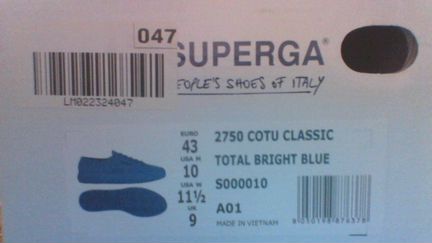 047
SUPERGA®
LM022324047
PEOPLE'S SHOES OF ITALY
EURO
43
USA M
10
USA W
11½
UK
9
2750 COTU CLASSIC
TOTAL BRIGHT BLUE
S000010
A01
MADE IN VIETNAM